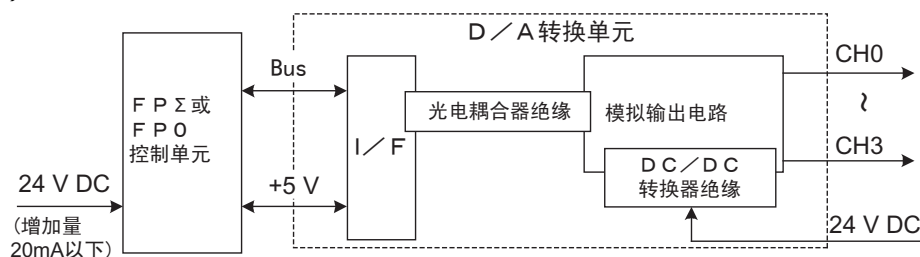 D／A转换单元
Bus
CH0
FPΣ或
FP0
控制单元
I／F
光电耦合器绝缘
模拟输出电路
~
CH3
DC／DC
转换器绝缘
+5 V
24 V DC
(增加量
20mA以下)
24 V DC